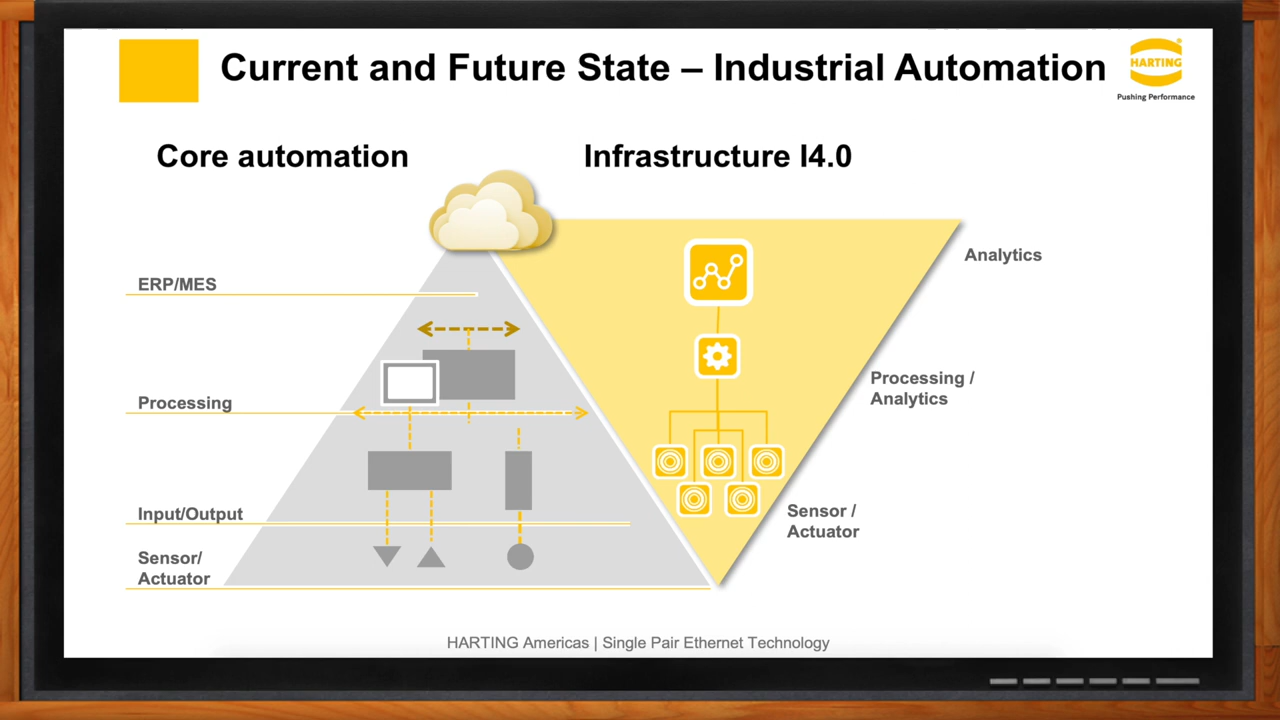 Current and Future State – Industrial Automation
HARTING
Pushing Performance
Core automation
Infrastructure I4.0
ERP/MES
Processing
Input/Output
Sensor/
Actuator
Analytics
Processing /
Analytics
Sensor /
Actuator
HARTING Americas | Single Pair Ethernet Technology